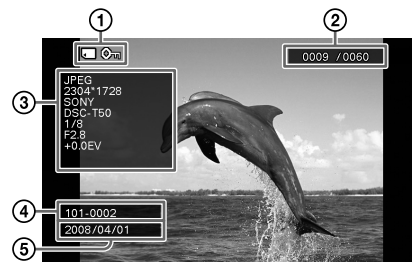 ①
②
0009 /0060
③
JPEG
2304*1728
SONY
DSC-T50
1/8
F2.8
+0.0EV
④
101-0002
⑤
2008/04/01